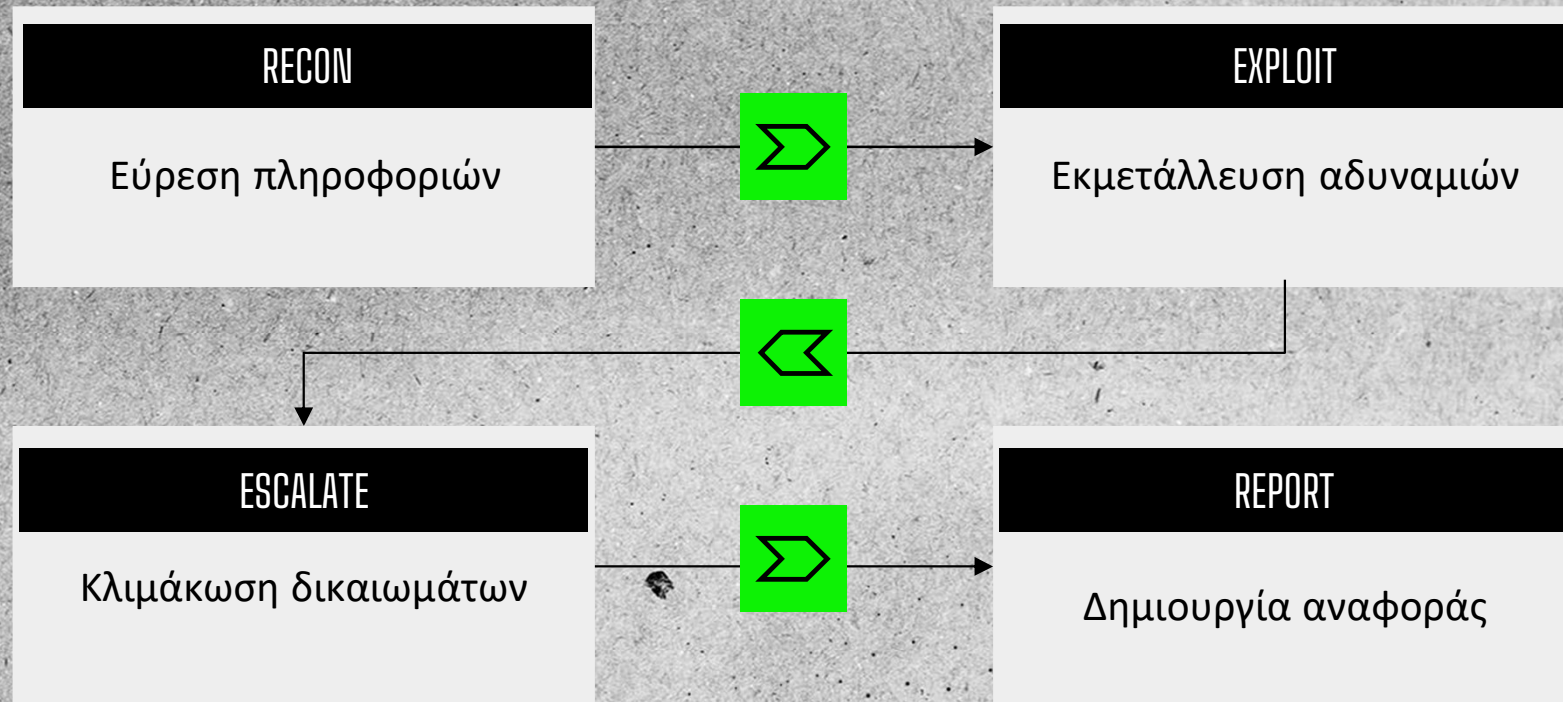 RECON
Εύρεση πληροφοριών
EXPLOIT
Εκμετάλλευση αδυναμιών
ESCALATE
Κλιμάκωση δικαιωμάτων
REPORT
Δημιουργία αναφοράς